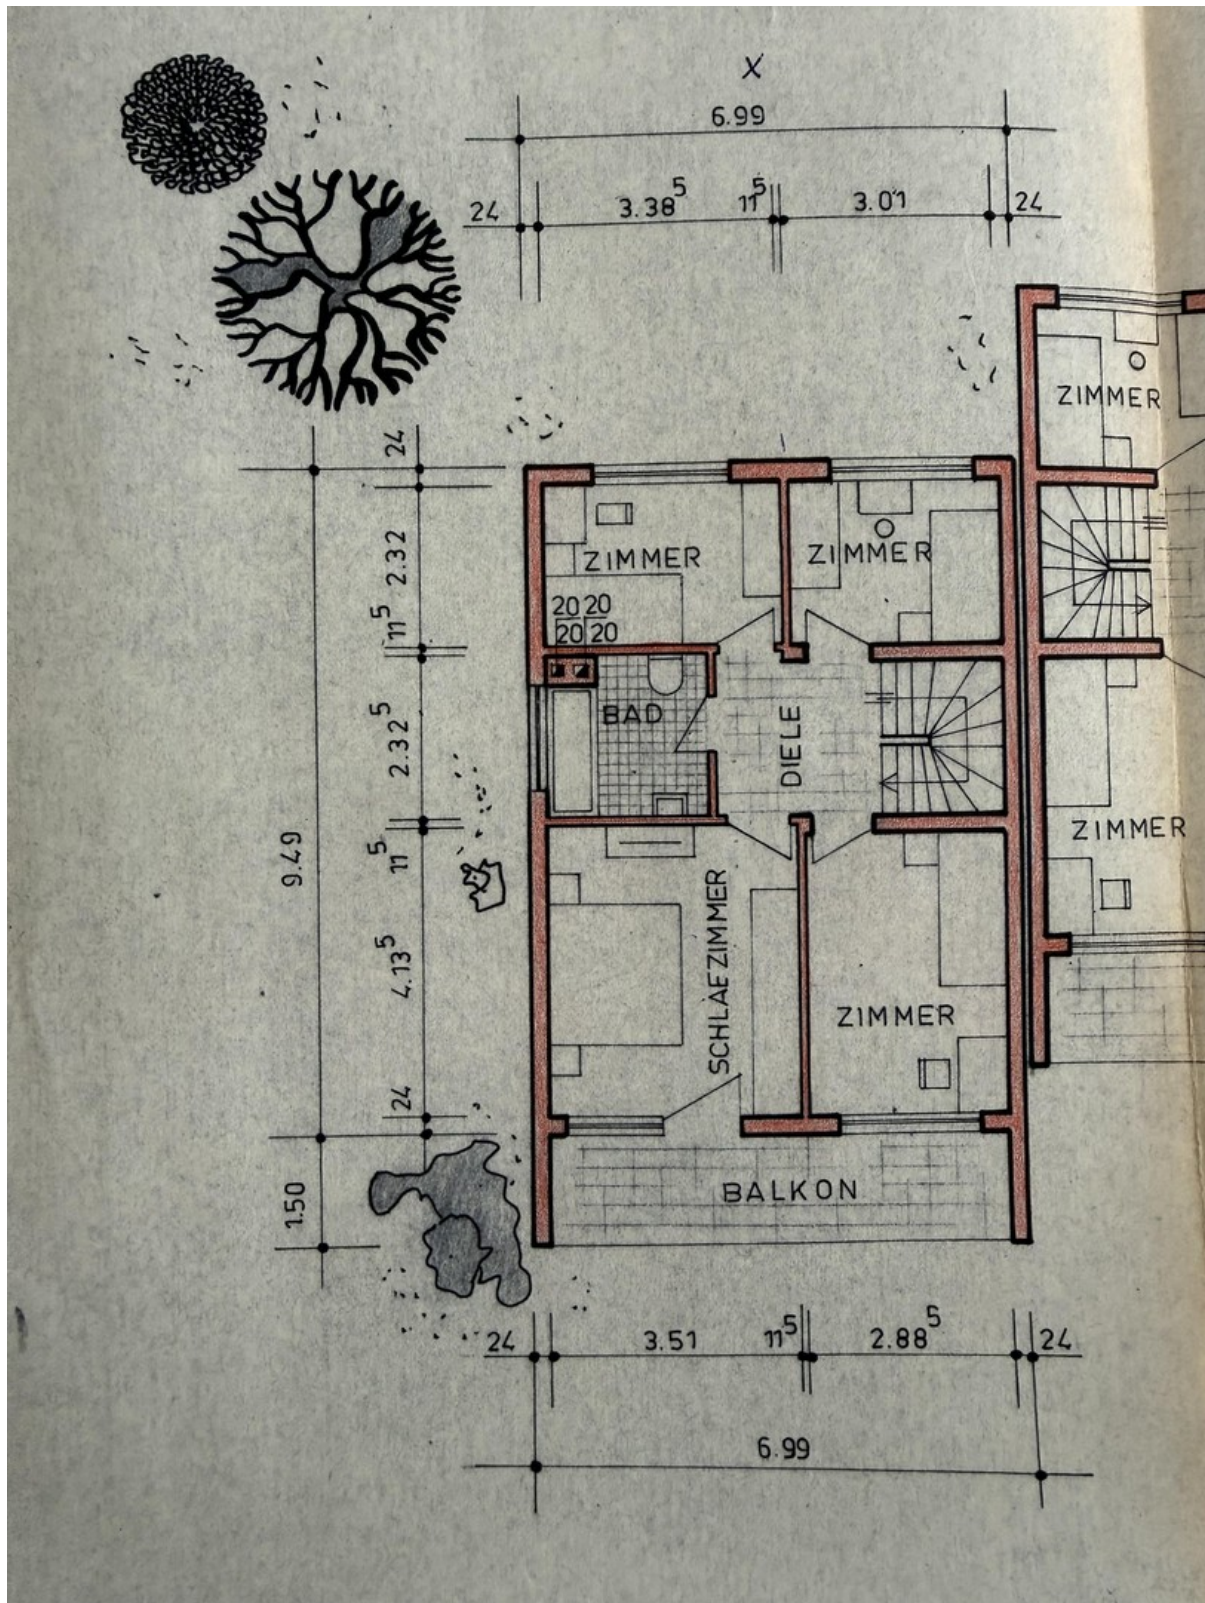 X
6.99
24 3.38⁵ 11⁵ 3.01 24
24
2.32
11⁵
2.32⁵
11⁵
4.13⁵
24
9.49
1.50
ZIMMER
ZIMMER
ZIMMER
20 20
20 20
BAD
DIELE
SCHLAEZIMMER
ZIMMER
ZIMMER
BALKON
24 3.51 11⁵ 2.88⁵ 24
6.99